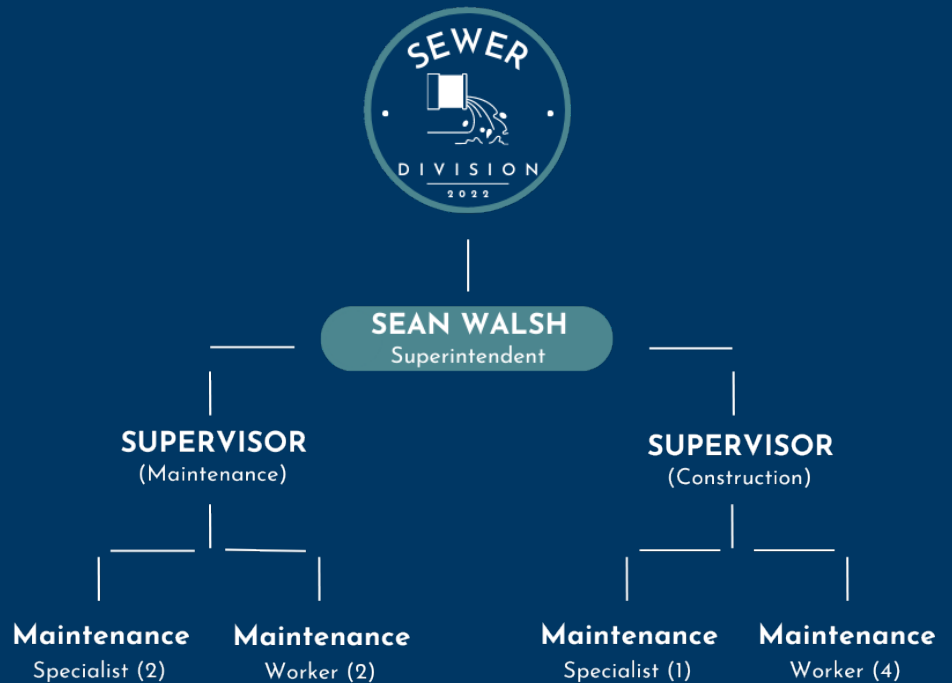 SEWER
DIVISION
2022
SEAN WALSH
Superintendent
SUPERVISOR
(Maintenance)
SUPERVISOR
(Construction)
Maintenance
Specialist (2)
Maintenance
Worker (2)
Maintenance
Specialist (1)
Maintenance
Worker (4)